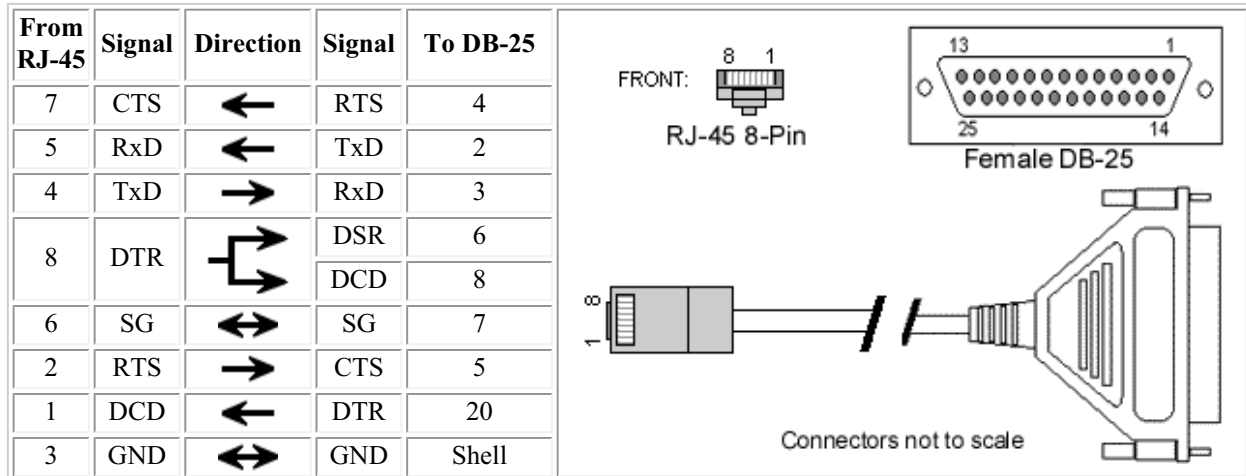 From RJ-45 Signal Direction Signal To DB-25
7 CTS RTS 4
5 RxD TxD 2
4 TxD RxD 3
8 DTR DSR 6
DCD 8
6 SG SG 7
2 RTS CTS 5
1 DCD DTR 20
3 GND GND Shell
8 1
FRONT:
RJ-45 8-Pin
13 1
25 14
Female DB-25
8
1
Connectors not to scale